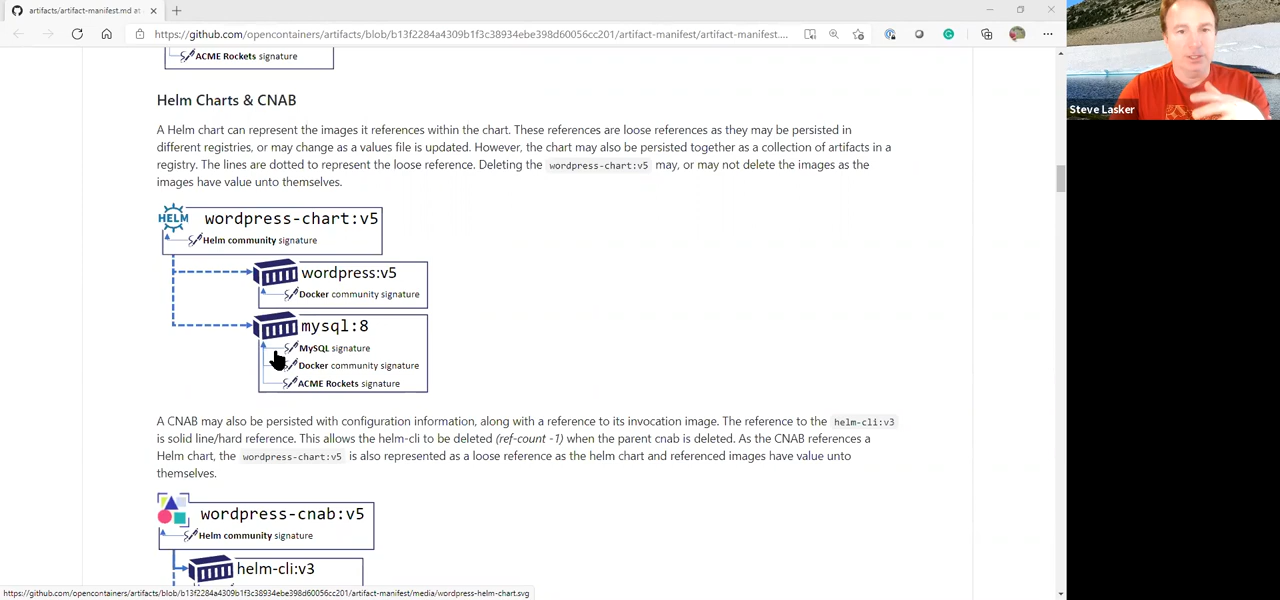 artifacts/artifact-manifest.md at
https://github.com/opencontainers/artifacts/blob/b13f2284a4309b1f3c38934ebe398d60056cc201/artifact-manifest/artifact-manifest....
Steve Lasker
ACME Rockets signature
Helm Charts & CNAB
A Helm chart can represent the images it references within the chart. These references are loose references as they may be persisted in
different registries, or may change as a values file is updated. However, the chart may also be persisted together as a collection of artifacts in a
registry. The lines are dotted to represent the loose reference. Deleting the wordpress-chart:v5 may, or may not delete the images as the
images have value unto themselves.
HELM
wordpress-chart:v5
Helm community signature
wordpress:v5
Docker community signature
mysql:8
MySQL signature
Docker community signature
ACME Rockets signature
A CNAB may also be persisted with configuration information, along with a reference to its invocation image. The reference to the helm-cli:v3
is solid line/hard reference. This allows the helm-cli to be deleted (ref-count -1) when the parent cnab is deleted. As the CNAB references a
Helm chart, the wordpress-chart:v5 is also represented as a loose reference as the helm chart and referenced images have value unto
themselves.
wordpress-cnab:v5
Helm community signature
helm-cli:v3
https://github.com/opencontainers/artifacts/blob/b13f2284a4309b1f3c38934ebe398d60056cc201/artifact-manifest/media/wordpress-helm-chart.svg